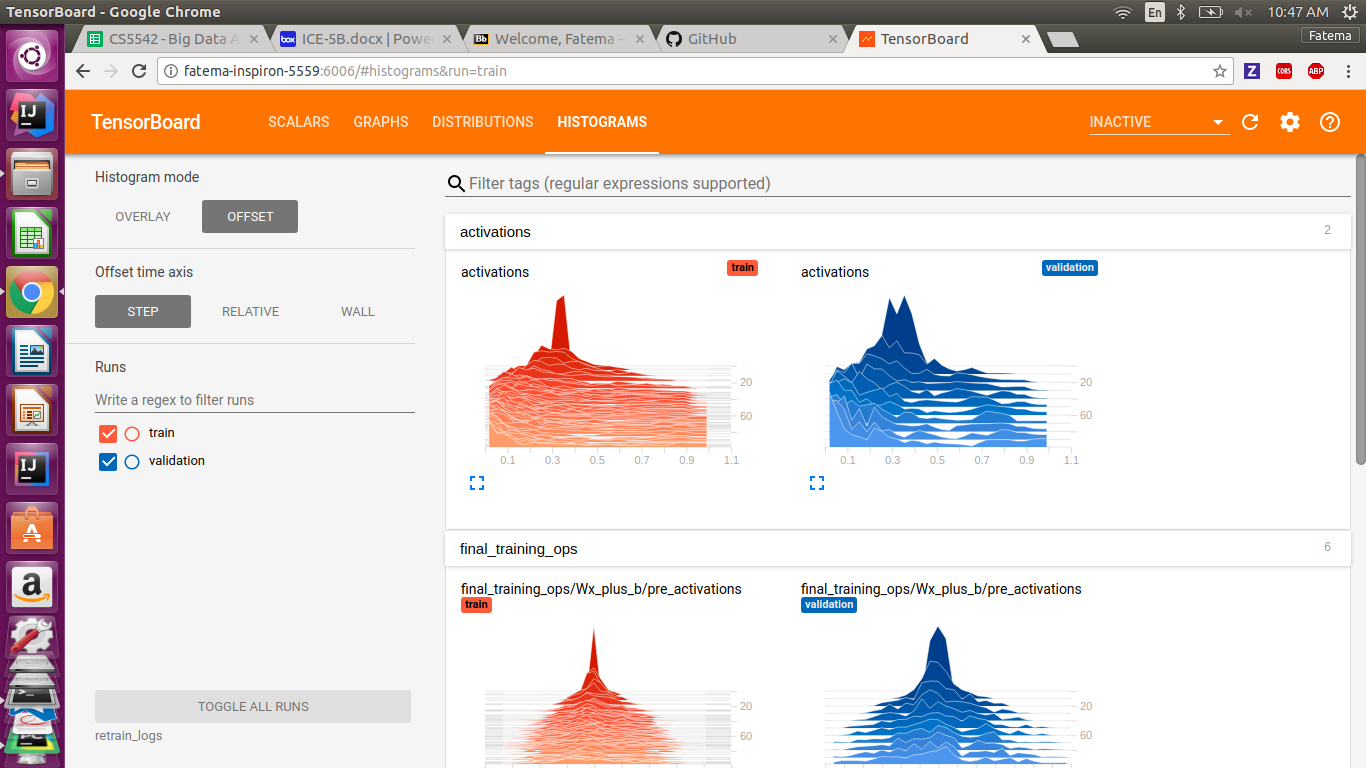 TensorBoard - Google Chrome
En
10:47 AM
CS5542 - Big Data A
ICE-5B.docx | Pow
Welcome, Fatema –
GitHub
TensorBoard
Fatema
fatema-inspiron-5559:6006/#histograms&run=train
TensorBoard
SCALARS
GRAPHS
DISTRIBUTIONS
HISTOGRAMS
INACTIVE
Histogram mode
OVERLAY
OFFSET
Offset time axis
STEP
RELATIVE
WALL
Runs
Write a regex to filter runs
train
validation
TOGGLE ALL RUNS
retrain_logs
Filter tags (regular expressions supported)
activations
2
activations
train
20
60
0.1 0.3 0.5 0.7 0.9 1.1
activations
validation
20
60
0.1 0.3 0.5 0.7 0.9 1.1
final_training_ops
6
final_training_ops/Wx_plus_b/pre_activations
train
20
60
final_training_ops/Wx_plus_b/pre_activations
validation
20
60